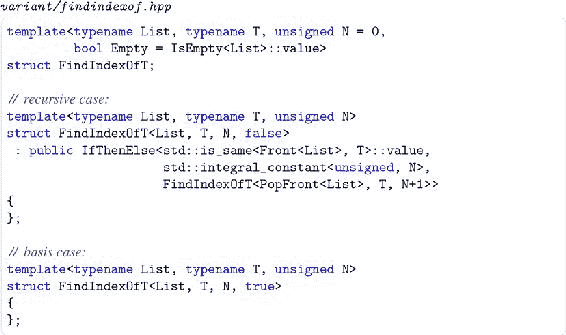 variant/findindexof.hpp
template<typename List, typename T, unsigned N = 0,
         bool Empty = IsEmpty<List>::value>
struct FindIndexOfT;
// recursive case:
template<typename List, typename T, unsigned N>
struct FindIndexOfT<List, T, N, false>
 : public IfThenElse<std::is_same<Front<List>, T>::value,
                     std::integral_constant<unsigned, N>,
                     FindIndexOfT<PopFront<List>, T, N+1>>
{
};
// basis case:
template<typename List, typename T, unsigned N>
struct FindIndexOfT<List, T, N, true>
{
};